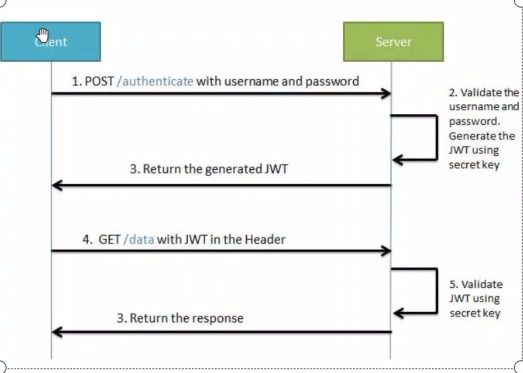 Client
Server
1. POST /authenticate with username and password
2. Validate the
username and
password.
Generate the
JWT using
secret key
3. Return the generated JWT
4. GET /data with JWT in the Header
5. Validate
JWT using
secret key
3. Return the response